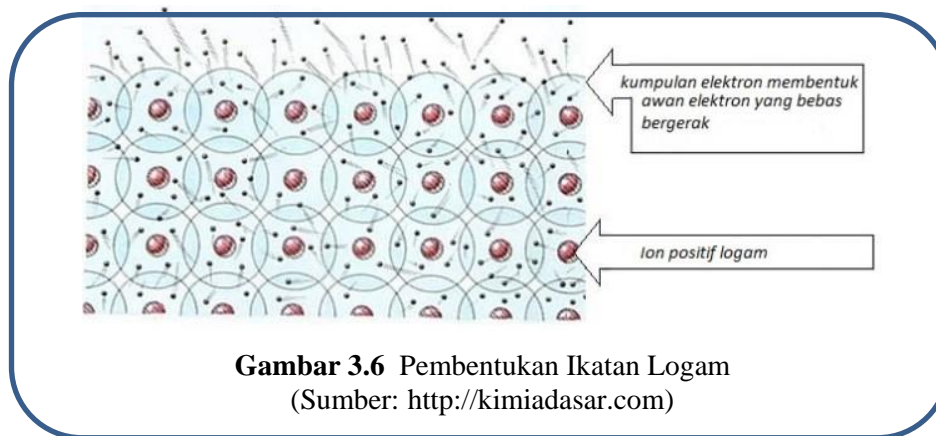 kumpulan elektron membentuk
awan elektron yang bebas
bergerak
Ion positif logam
Gambar 3.6 Pembentukan Ikatan Logam
(Sumber: http://kimiadasar.com)